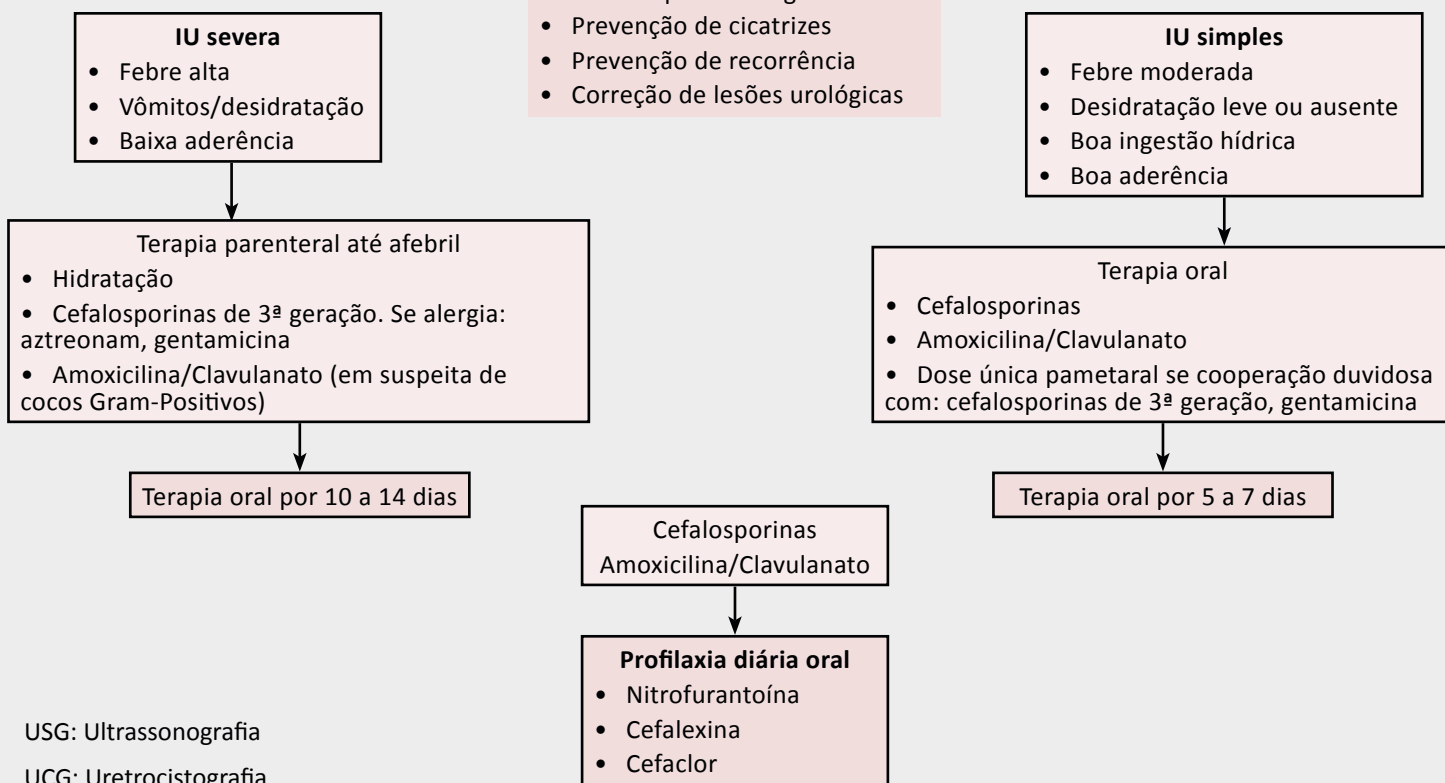 IU severa
• Febre alta
• Vômitos/desidratação
• Baixa aderência
• Prevenção de cicatrizes
• Prevenção de recorrência
• Correção de lesões urológicas
IU simples
• Febre moderada
• Desidratação leve ou ausente
• Boa ingestão hídrica
• Boa aderência
Terapia parenteral até afebril
• Hidratação
• Cefalosporinas de 3ª geração. Se alergia:
aztreonam, gentamicina
• Amoxicilina/Clavulanato (em suspeita de
cocos Gram-Positivos)
Terapia oral
• Cefalosporinas
• Amoxicilina/Clavulanato
• Dose única pametaral se cooperação duvidosa
com: cefalosporinas de 3ª geração, gentamicina
Terapia oral por 10 a 14 dias
Terapia oral por 5 a 7 dias
Cefalosporinas
Amoxicilina/Clavulanato
Profilaxia diária oral
• Nitrofurantoína
• Cefalexina
• Cefaclor
USG: Ultrassonografia
UCG: Uretrocistografia